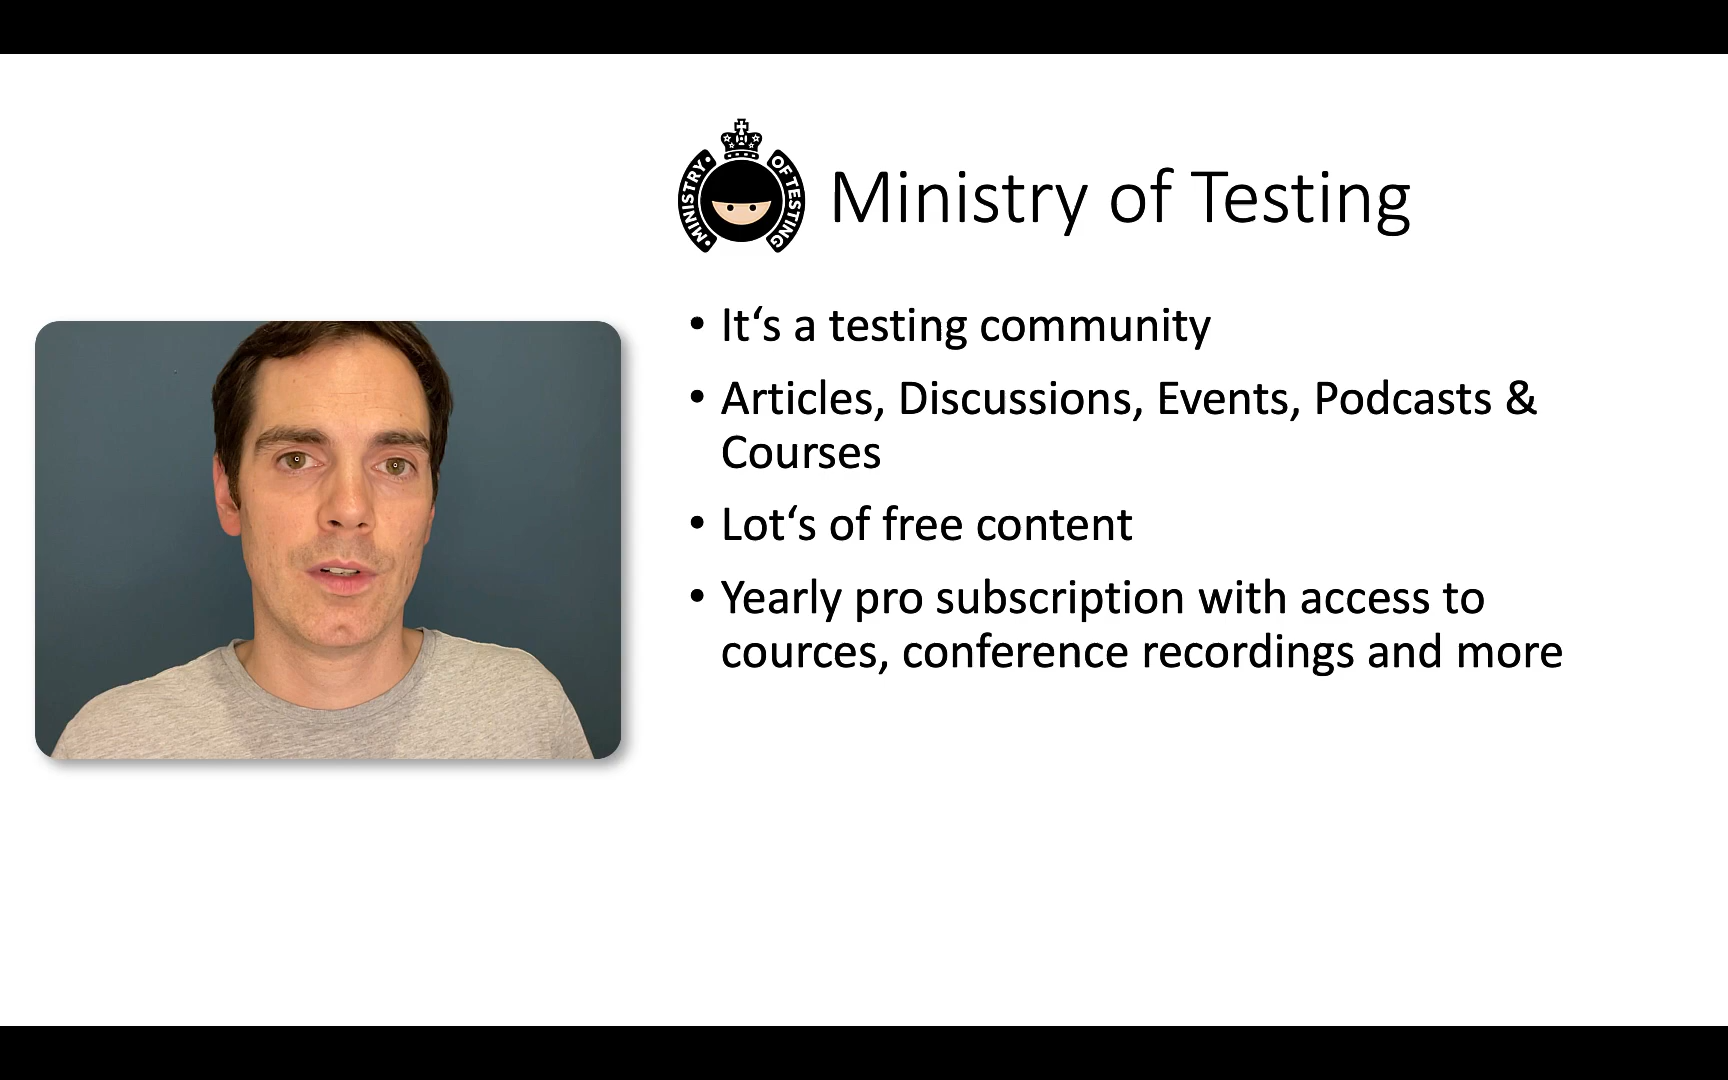 MINISTRY OF TESTING
Ministry of Testing
• It‘s a testing community
• Articles, Discussions, Events, Podcasts &
Courses
• Lot‘s of free content
• Yearly pro subscription with access to
cources, conference recordings and more